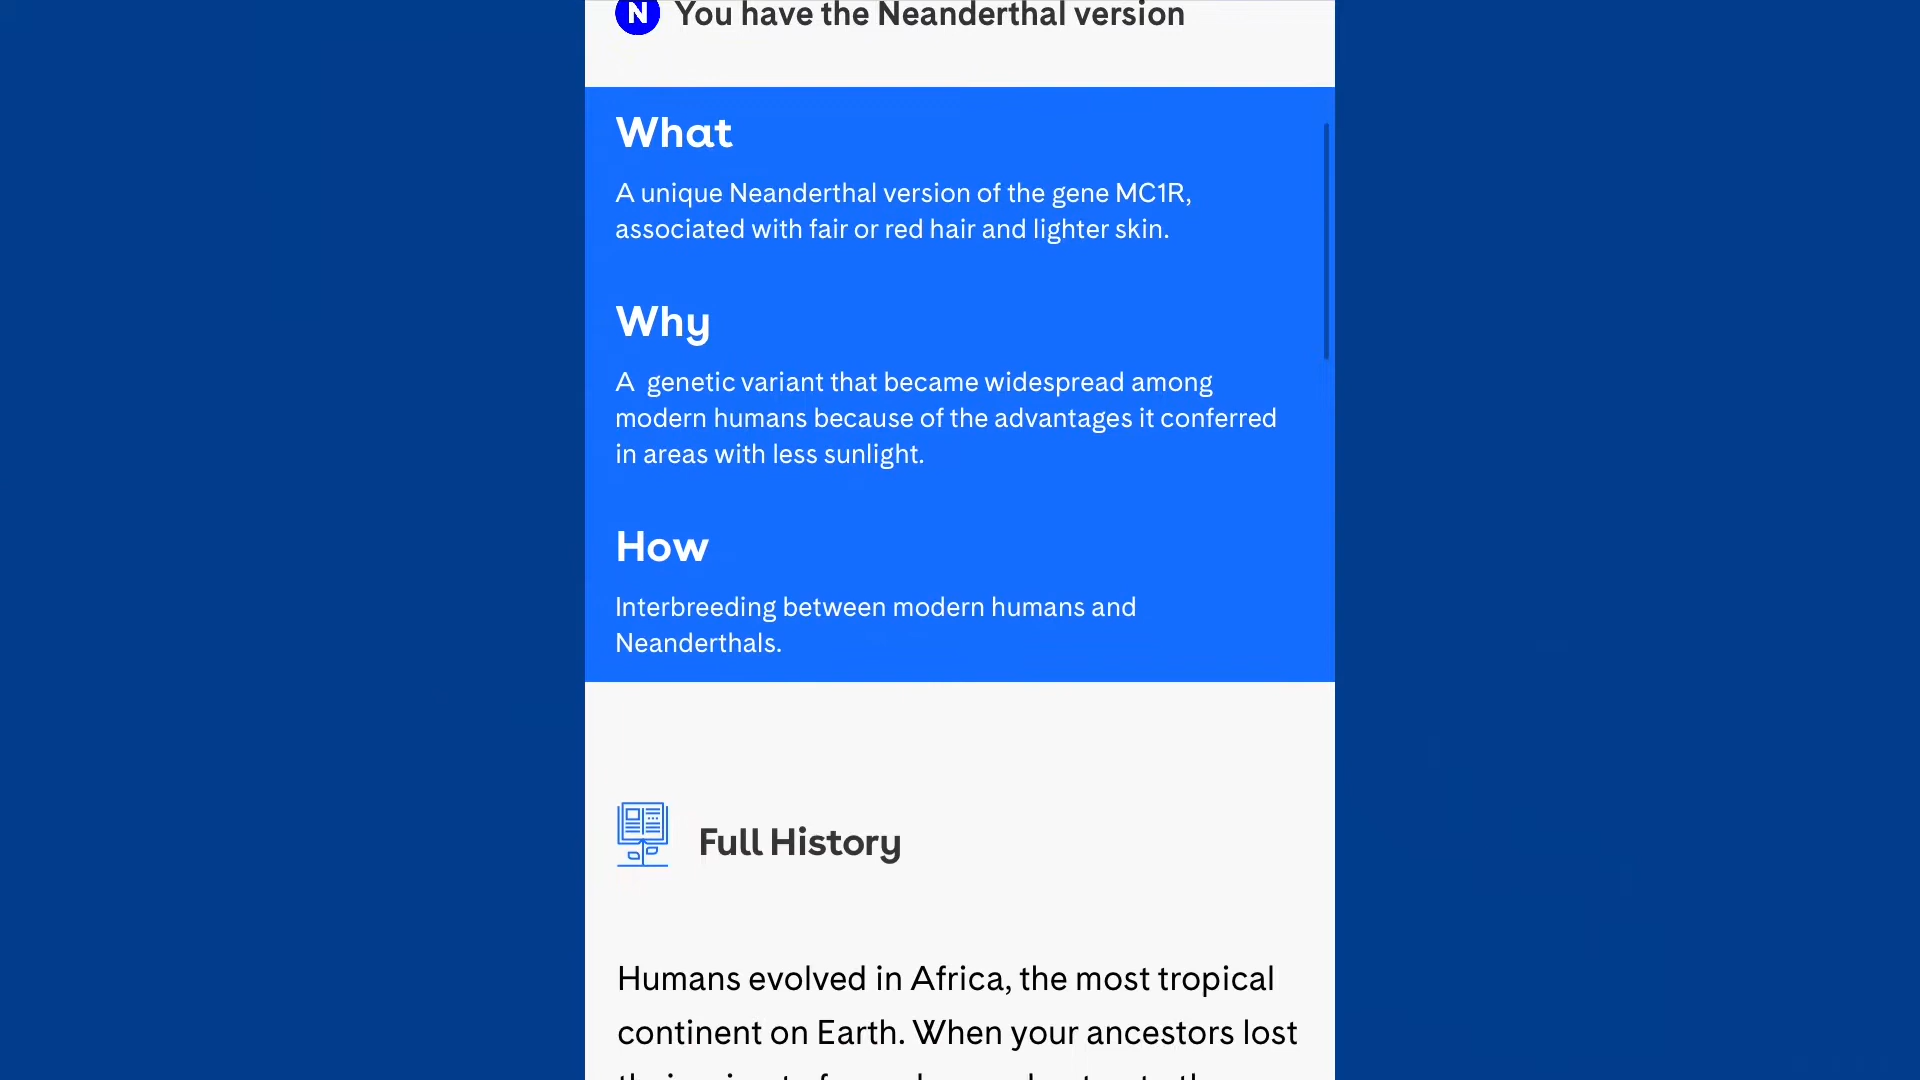 N You have the Neanderthal version
What
A unique Neanderthal version of the gene MC1R,
associated with fair or red hair and lighter skin.
Why
A  genetic variant that became widespread among
modern humans because of the advantages it conferred
in areas with less sunlight.
How
Interbreeding between modern humans and
Neanderthals.
Full History
Humans evolved in Africa, the most tropical
continent on Earth. When your ancestors lost